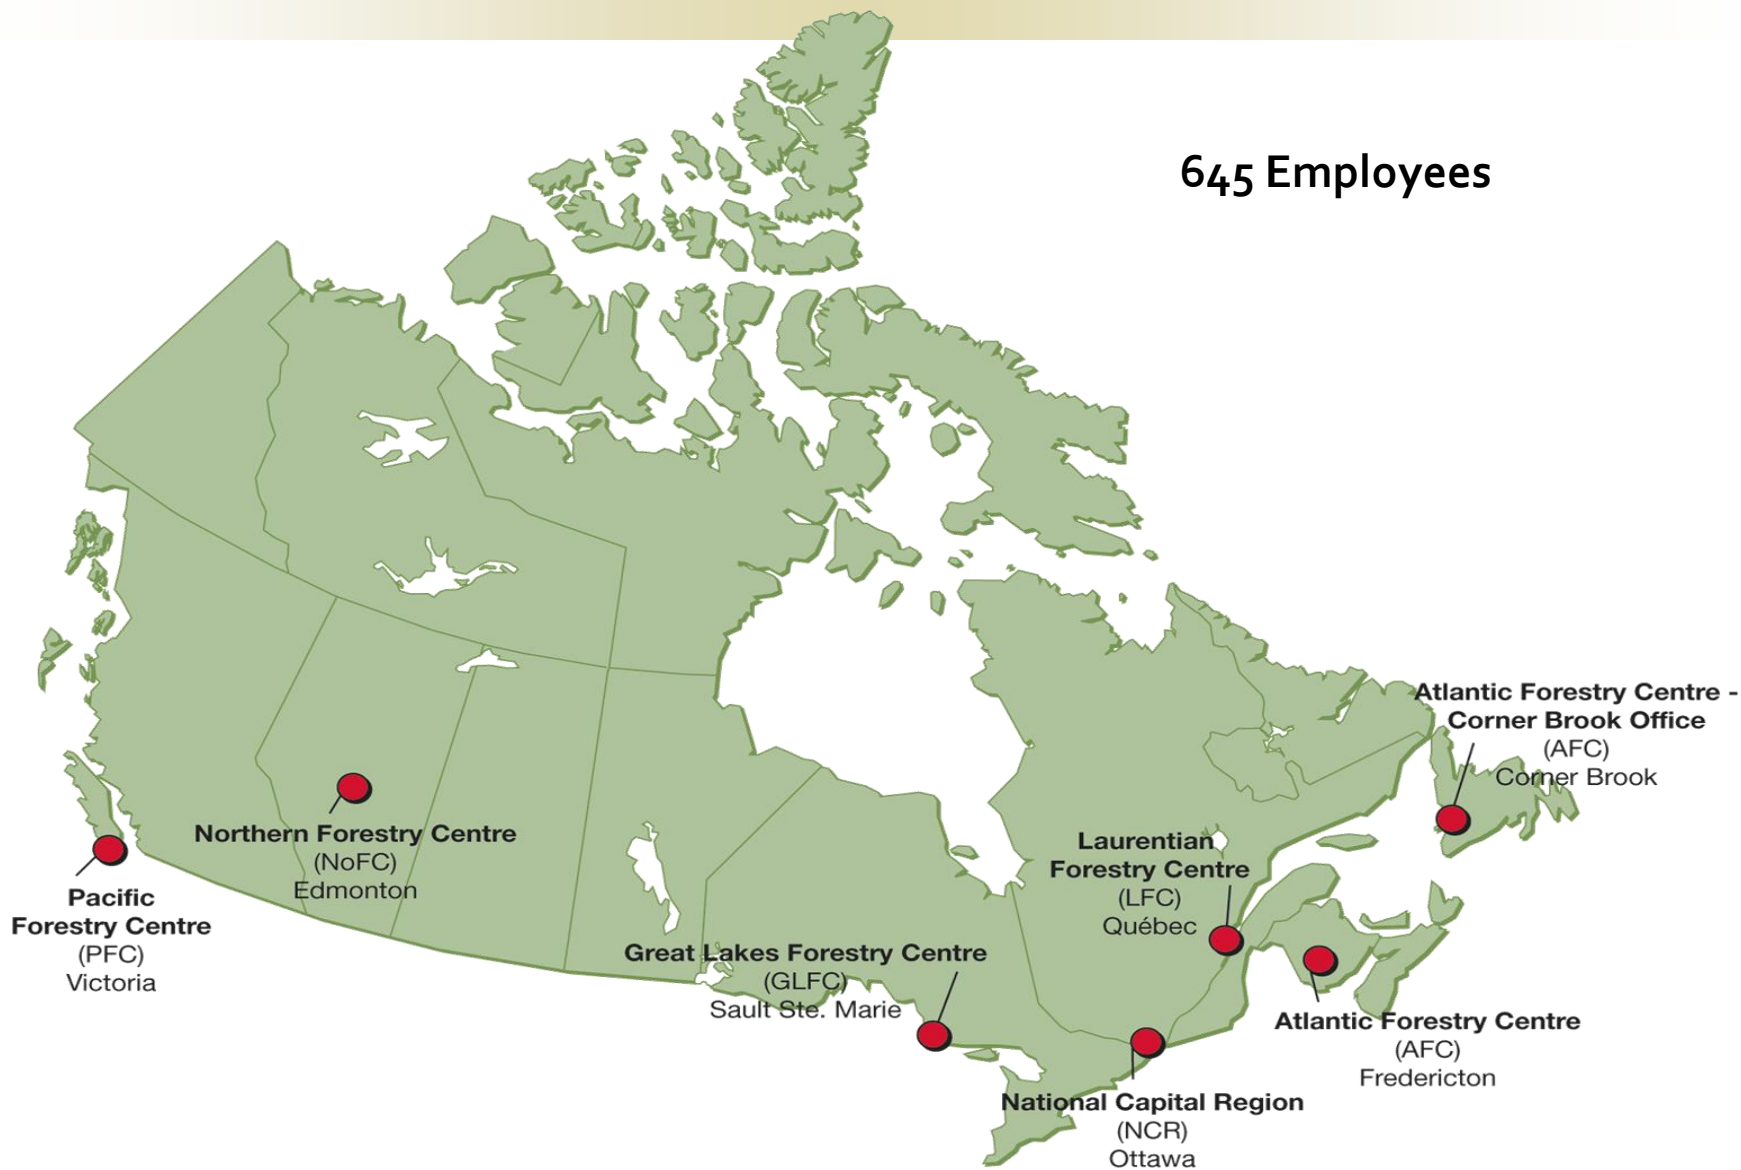 645 Employees
Atlantic Forestry Centre -
Corner Brook Office
(AFC)
Corner Brook
Northern Forestry Centre
(NoFC)
Edmonton
Laurentian
Forestry Centre
(LFC)
Québec
Pacific
Forestry Centre
(PFC)
Victoria
Great Lakes Forestry Centre
(GLFC)
Sault Ste. Marie
Atlantic Forestry Centre
(AFC)
Fredericton
National Capital Region
(NCR)
Ottawa